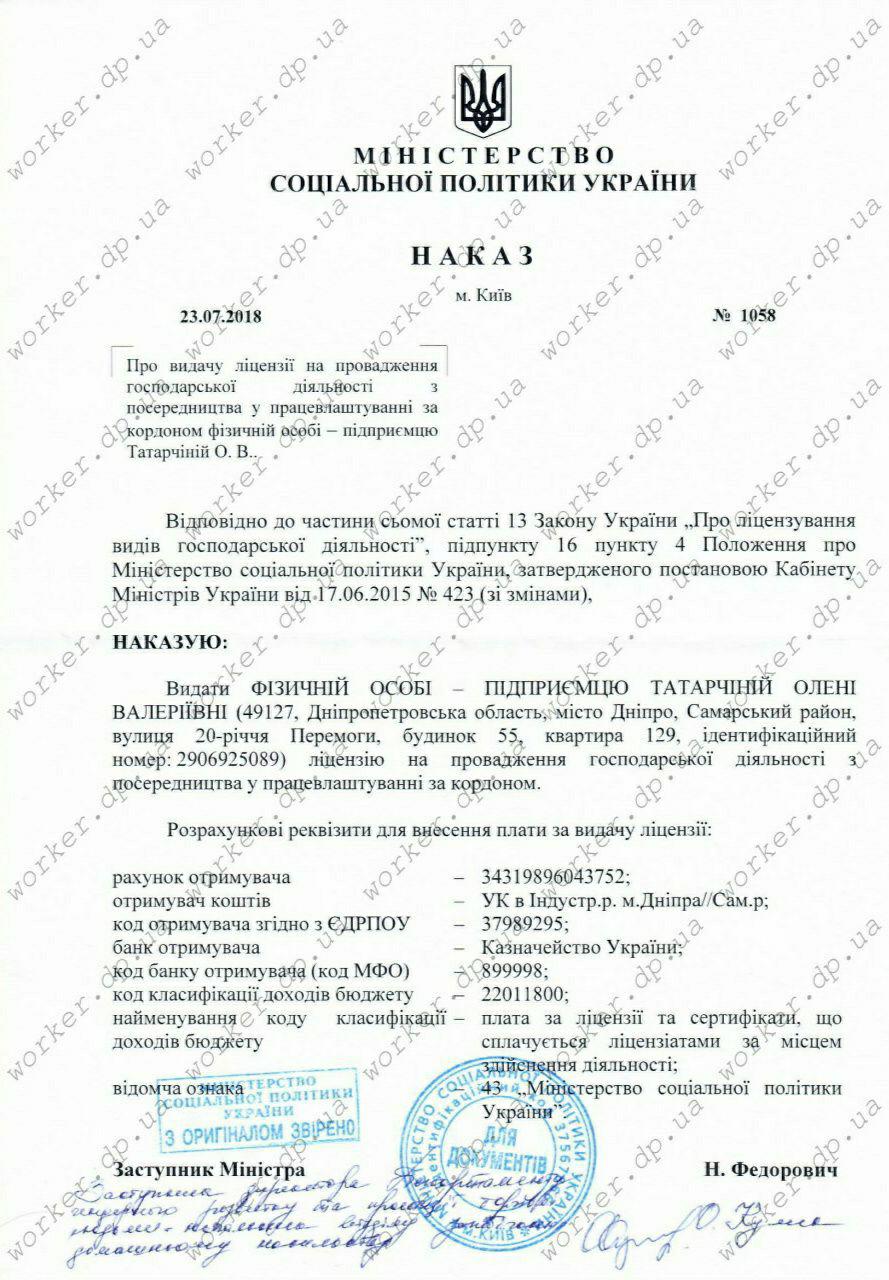 МІНІСТЕРСТВО
СОЦІАЛЬНОЇ ПОЛІТИКИ УКРАЇНИ
НАКАЗ
м. Київ
23.07.2018 № 1058
Про видачу ліцензії на провадження
господарської діяльності з
посередництва у працевлаштуванні за
кордоном фізичній особі – підприємцю
Татарчіній О. В..
Відповідно до частини сьомої статті 13 Закону України „Про ліцензування
видів господарської діяльності”, підпункту 16 пункту 4 Положення про
Міністерство соціальної політики України, затвердженого постановою Кабінету
Міністрів України від 17.06.2015 № 423 (зі змінами),
НАКАЗУЮ:
Видати ФІЗИЧНІЙ ОСОБІ – ПІДПРИЄМЦЮ ТАТАРЧІНІЙ ОЛЕНІ
ВАЛЕРІЇВНІ (49127, Дніпропетровська область, місто Дніпро, Самарський район,
вулиця 20-річчя Перемоги, будинок 55, квартира 129, ідентифікаційний
номер: 2906925089) ліцензію на провадження господарської діяльності з
посередництва у працевлаштуванні за кордоном.
Розрахункові реквізити для внесення плати за видачу ліцензії:
рахунок отримувача – 34319896043752;
отримувач коштів – УК в Індустр.р. м.Дніпра//Сам.р;
код отримувача згідно з ЄДРПОУ – 37989295;
банк отримувача – Казначейство України;
код банку отримувача (код МФО) – 899998;
код класифікації доходів бюджету – 22011800;
найменування коду класифікації – плата за ліцензії та сертифікати, що
доходів бюджету сплачується ліцензіатами за місцем
здійснення діяльності;
відомча ознака 43 „Міністерство соціальної політики
України”.
МІНІСТЕРСТВО
СОЦІАЛЬНОЇ ПОЛІТИКИ
УКРАЇНИ
З ОРИГІНАЛОМ ЗВІРЕНО
МІНІСТЕРСТВО СОЦІАЛЬНОЇ ПОЛІТИКИ УКРАЇНИ
м.КИЇВ
Ідентифікаційний код
ДЛЯ
ДОКУМЕНТІВ
Заступник Міністра Н. Федорович
Заступник директора Департаменту
та
домашньому насильству
worker.dp.ua